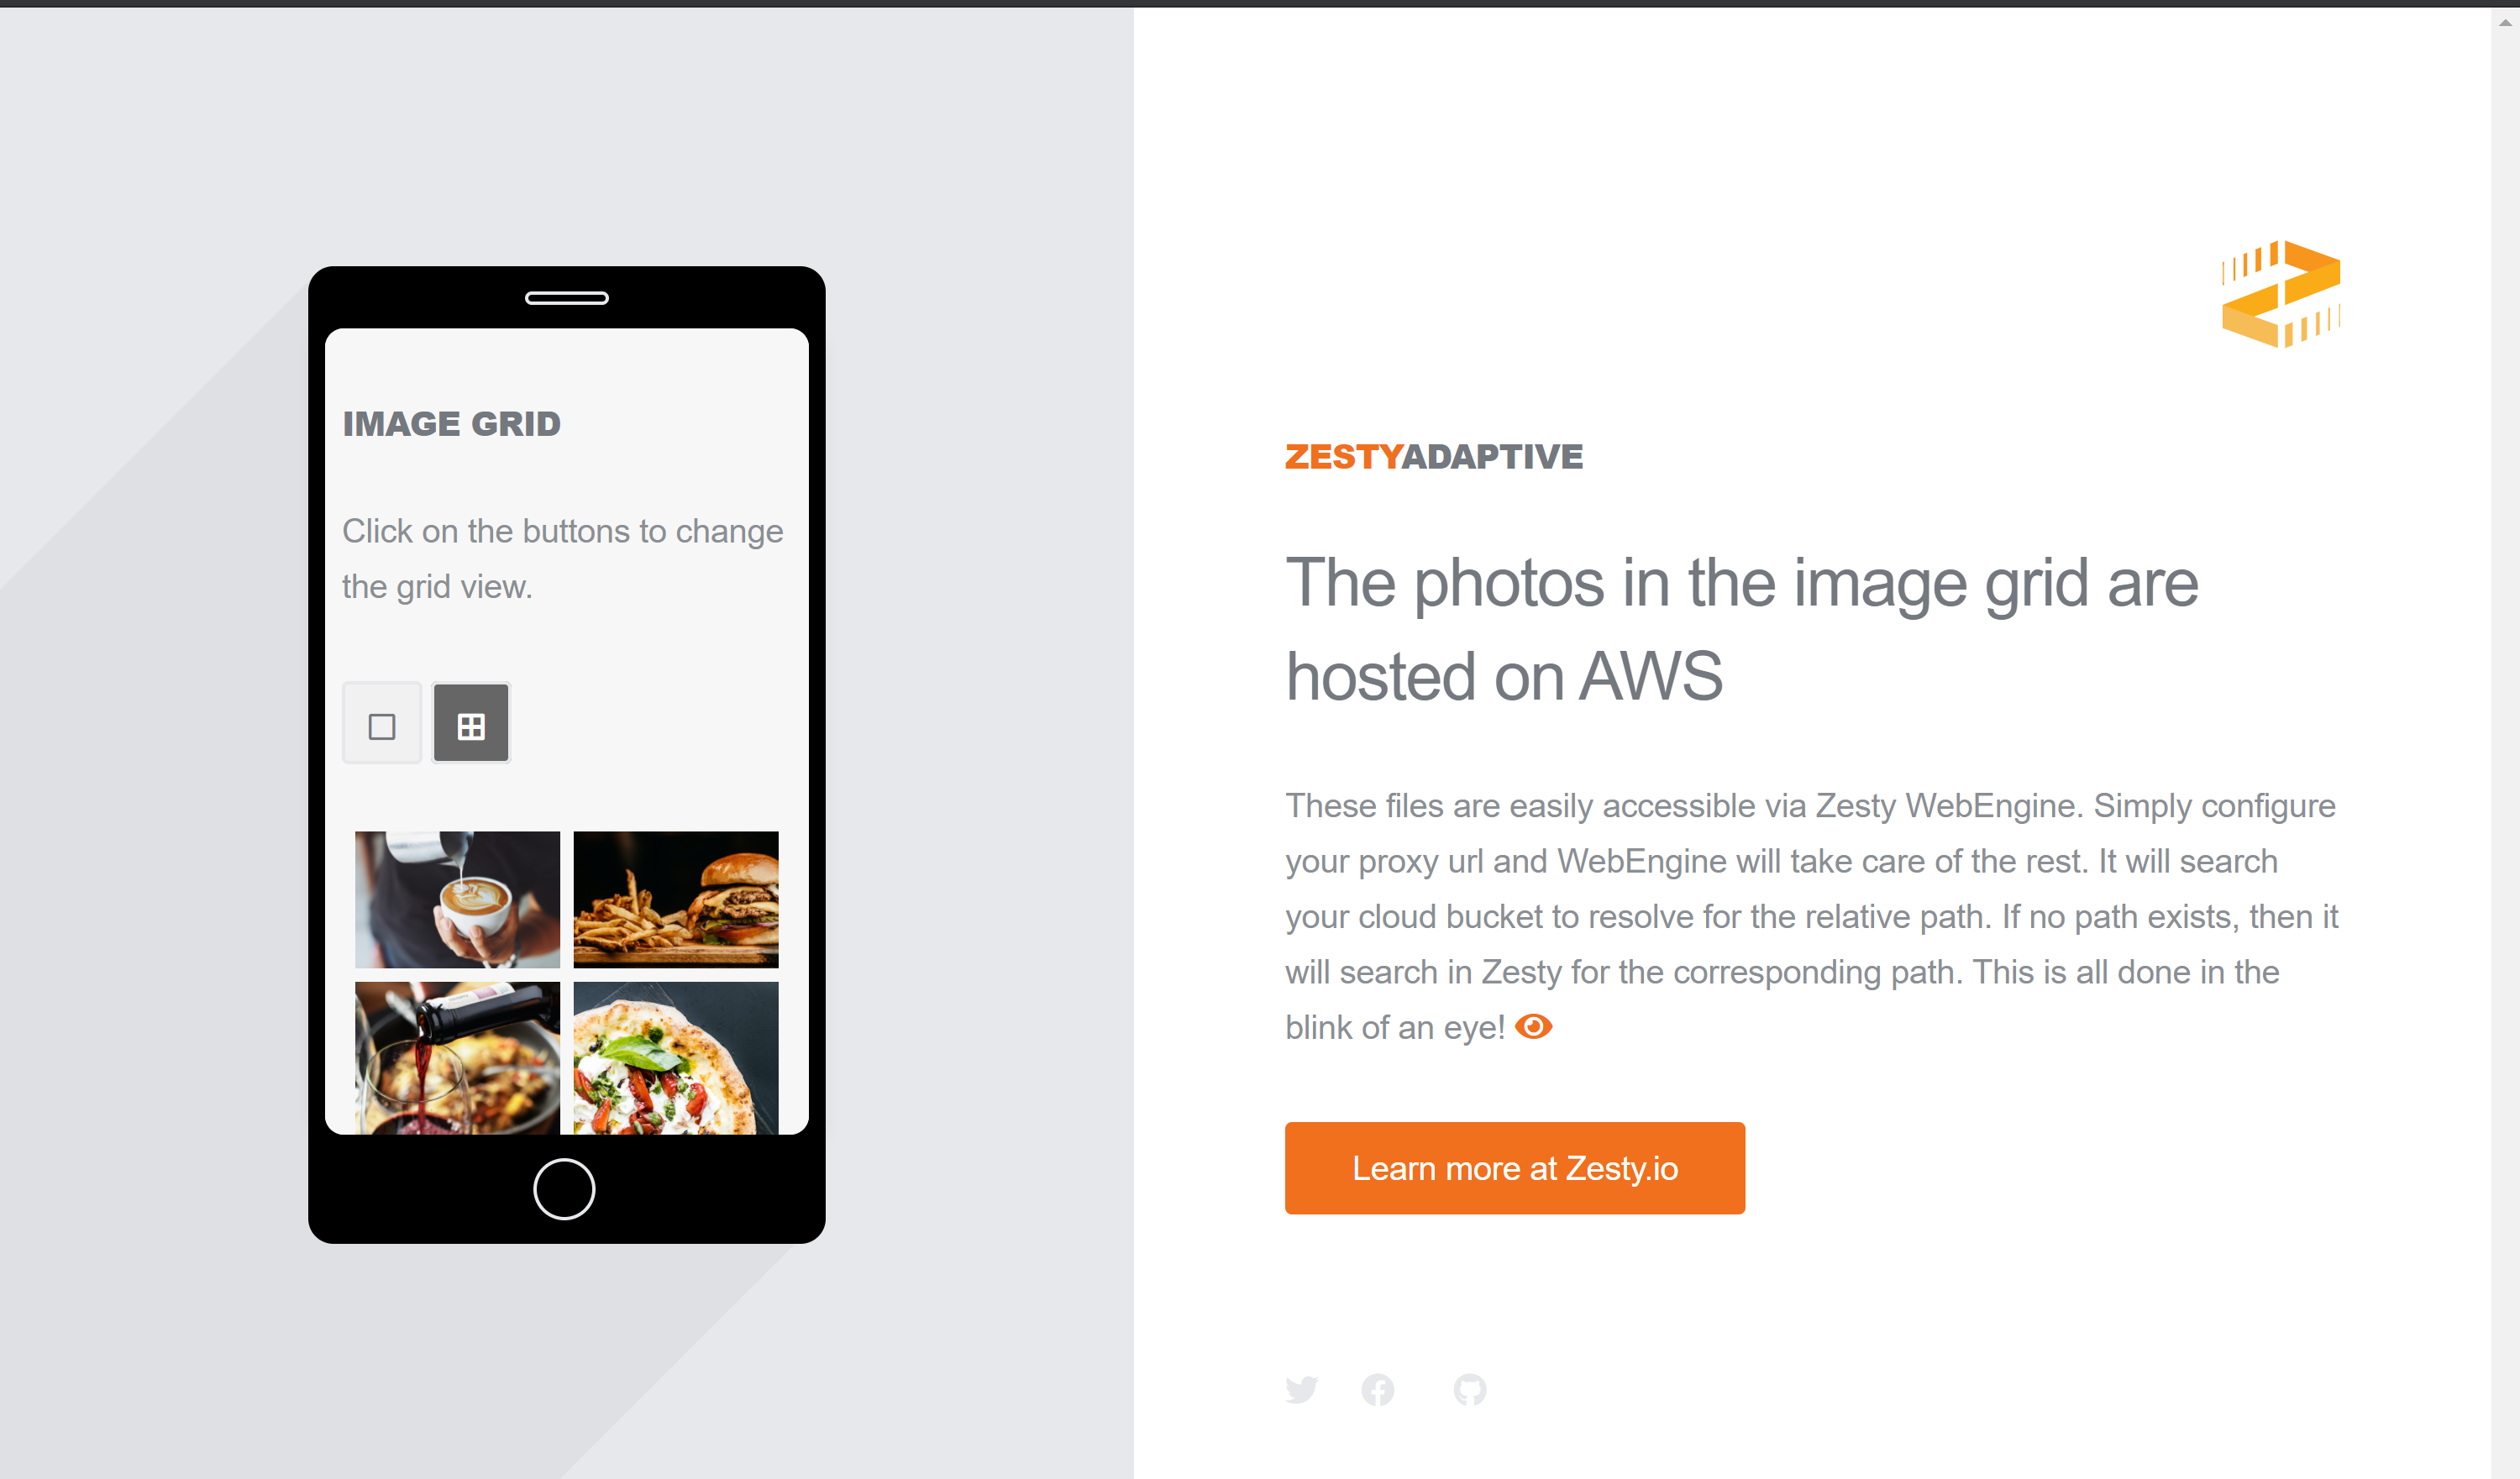 IMAGE GRID
Click on the buttons to change
the grid view.
ZESTYADAPTIVE
The photos in the image grid are
hosted on AWS
These files are easily accessible via Zesty WebEngine. Simply configure
your proxy url and WebEngine will take care of the rest. It will search
your cloud bucket to resolve for the relative path. If no path exists, then it
will search in Zesty for the corresponding path. This is all done in the
blink of an eye!
Learn more at Zesty.io